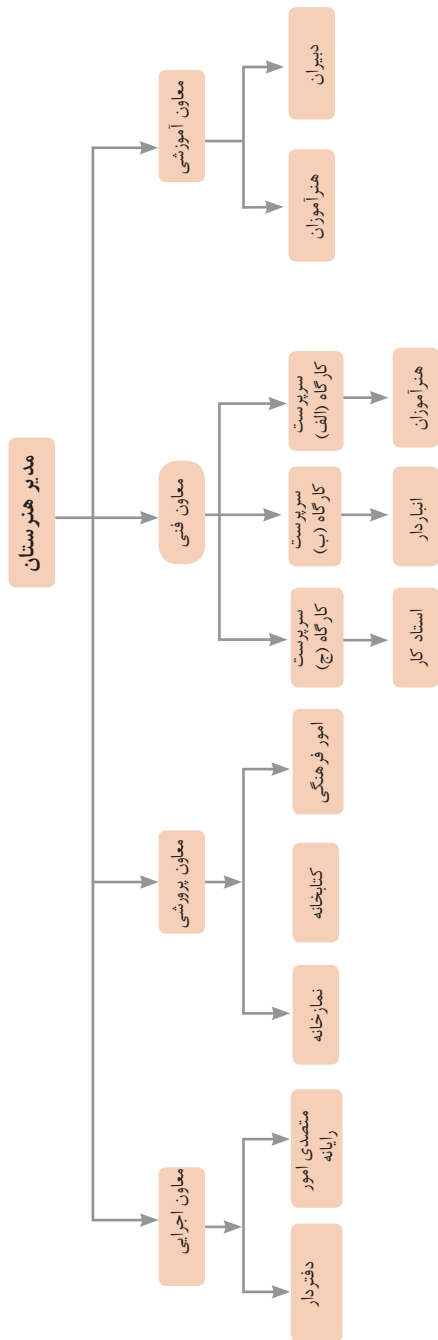 مدیر هنرستان
معاون آموزشی
معاون فنی
معاون پرورشی
معاون اجرایی
دبیران
هنرآموزان
سرپرست
کارگاه (الف)
سرپرست
کارگاه (ب)
سرپرست
کارگاه (ج)
امور فرهنگی
کتابخانه
نمازخانه
متصدی امور
رایانه
دفتردار
هنرآموزان
انباردار
استاد کار